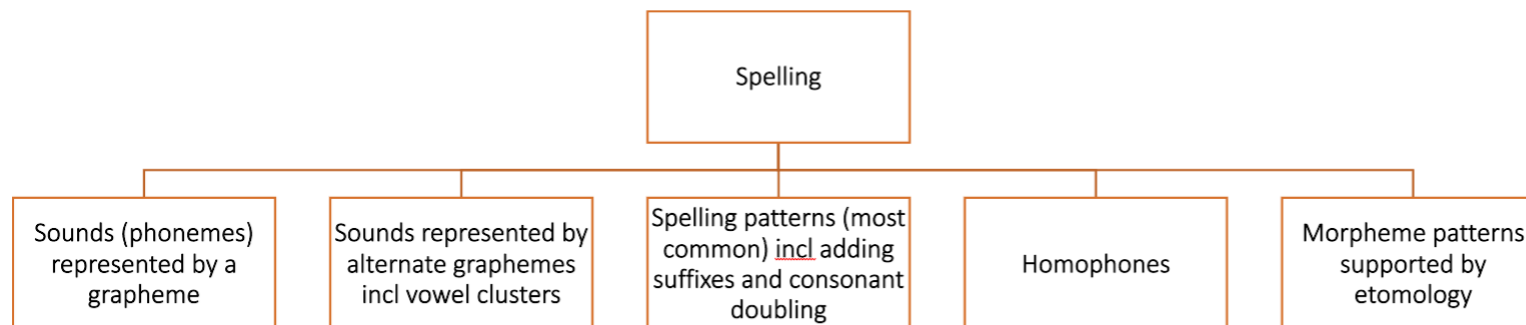 Spelling
Sounds (phonemes)
represented by a
grapheme
Sounds represented by
alternate graphemes
incl vowel clusters
Spelling patterns (most
common) incl adding
suffixes and consonant
doubling
Homophones
Morpheme patterns
supported by
etomology